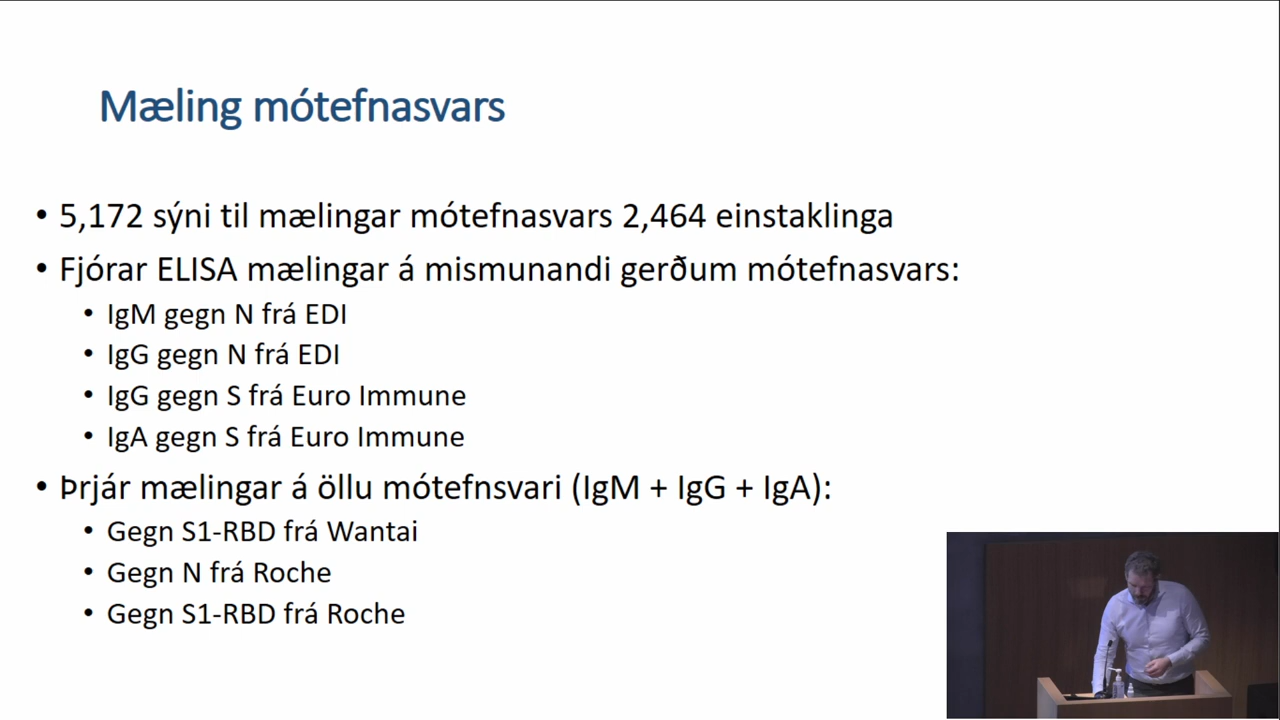 Mæling mótefnasvars
• 5,172 sýni til mælingar mótefnasvars 2,464 einstaklinga
• Fjórar ELISA mælingar á mismunandi gerðum mótefnasvars:
• IgM gegn N frá EDI
• IgG gegn N frá EDI
• IgG gegn S frá Euro Immune
• IgA gegn S frá Euro Immune
• Þrjár mælingar á öllu mótefnsvari (IgM + IgG + IgA):
• Gegn S1-RBD frá Wantai
• Gegn N frá Roche
• Gegn S1-RBD frá Roche